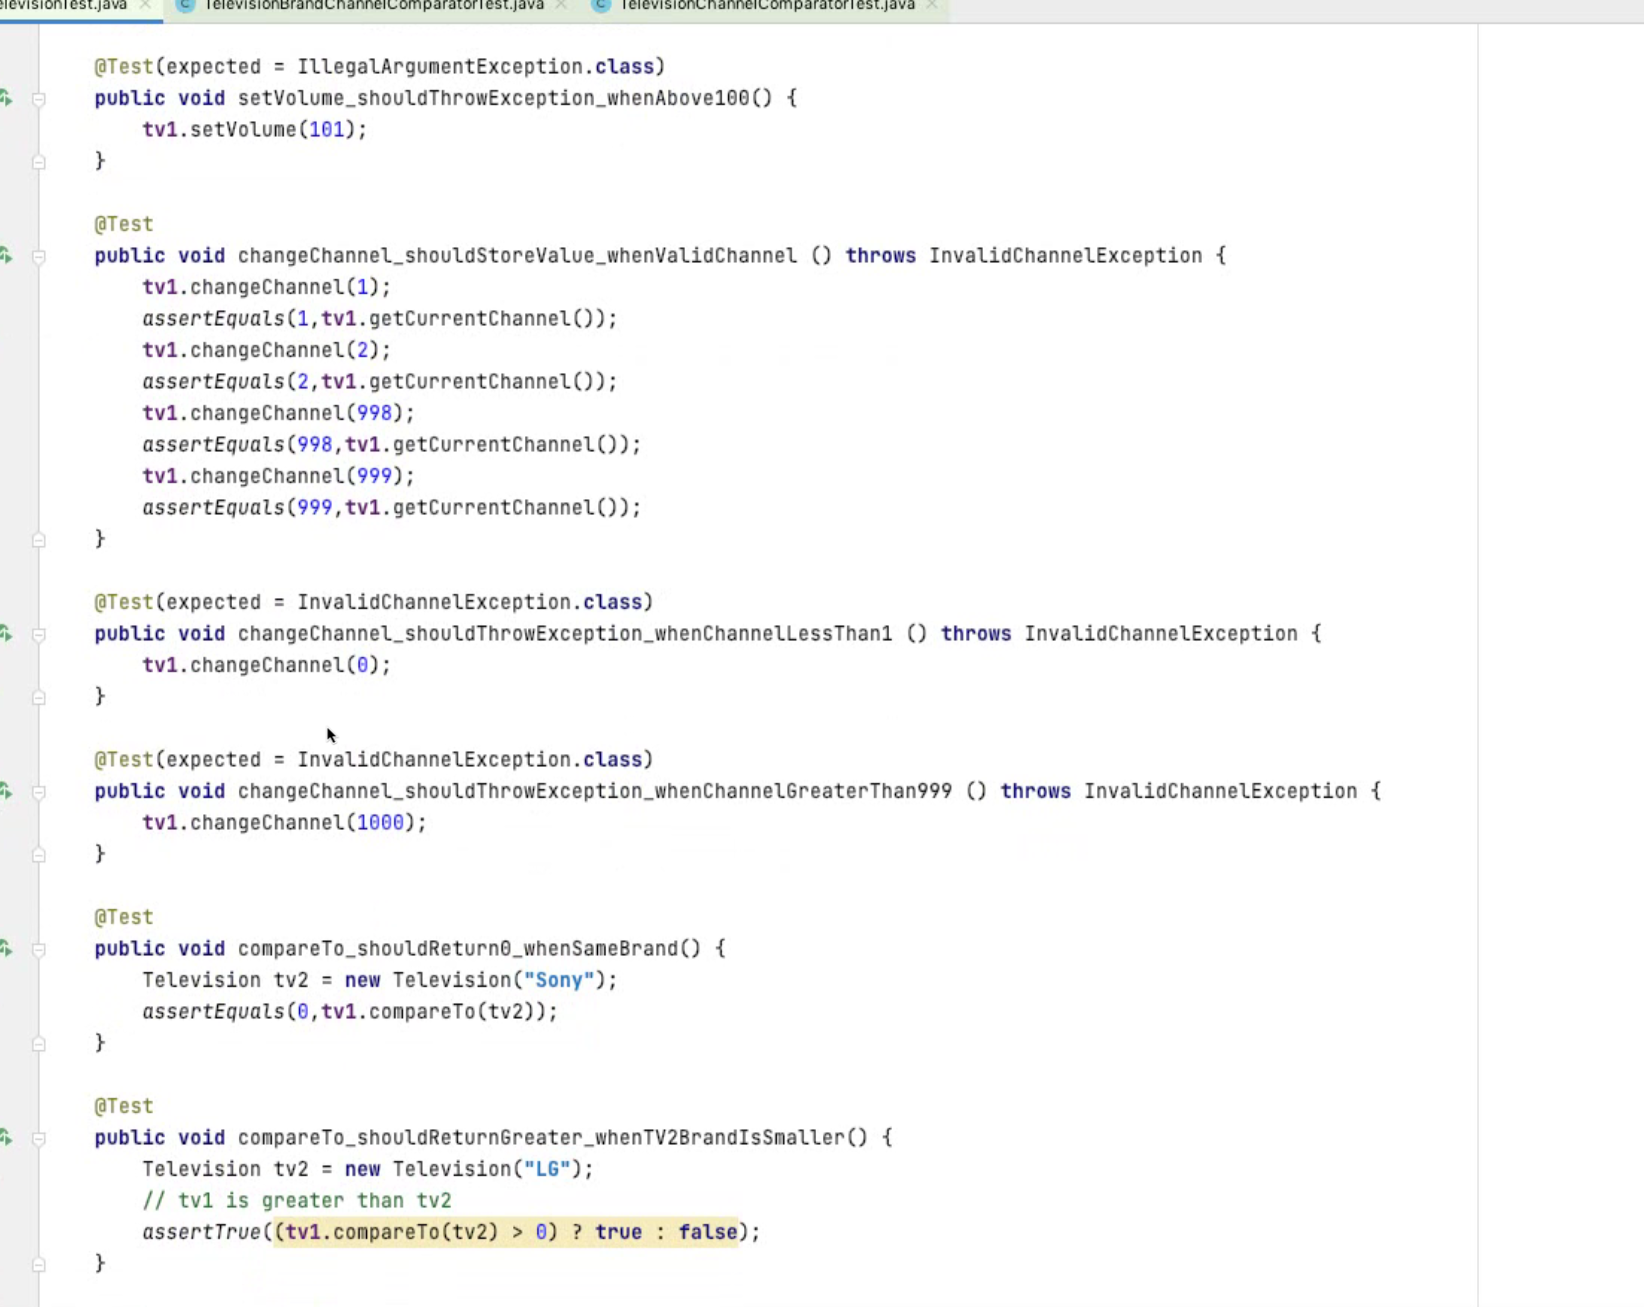 elevisionTest.java TelevisionBrandChannelComparatorTest.java TelevisionChannelComparatorTest.java
@Test(expected = IllegalArgumentException.class)
public void setVolume_shouldThrowException_whenAbove100() {
tv1.setVolume(101);
}
@Test
public void changeChannel_shouldStoreValue_whenValidChannel () throws InvalidChannelException {
tv1.changeChannel(1);
assertEquals(1,tv1.getCurrentChannel());
tv1.changeChannel(2);
assertEquals(2,tv1.getCurrentChannel());
tv1.changeChannel(998);
assertEquals(998,tv1.getCurrentChannel());
tv1.changeChannel(999);
assertEquals(999,tv1.getCurrentChannel());
}
@Test(expected = InvalidChannelException.class)
public void changeChannel_shouldThrowException_whenChannelLessThan1 () throws InvalidChannelException {
tv1.changeChannel(0);
}
@Test(expected = InvalidChannelException.class)
public void changeChannel_shouldThrowException_whenChannelGreaterThan999 () throws InvalidChannelException {
tv1.changeChannel(1000);
}
@Test
public void compareTo_shouldReturn0_whenSameBrand() {
Television tv2 = new Television("Sony");
assertEquals(0,tv1.compareTo(tv2));
}
@Test
public void compareTo_shouldReturnGreater_whenTV2BrandIsSmaller() {
Television tv2 = new Television("LG");
// tv1 is greater than tv2
assertTrue((tv1.compareTo(tv2) > 0) ? true : false);
}